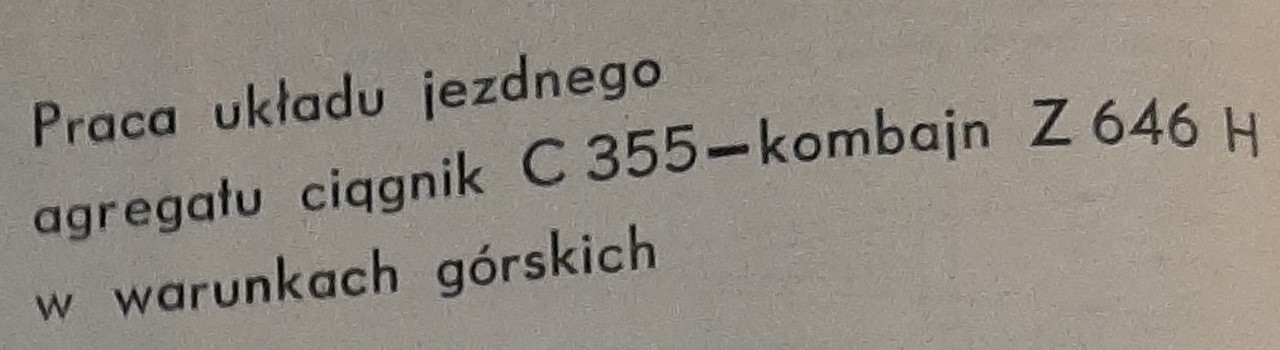 Praca układu jezdnego
agregatu ciągnik C 355–kombajn Z 646 H
w warunkach górskich